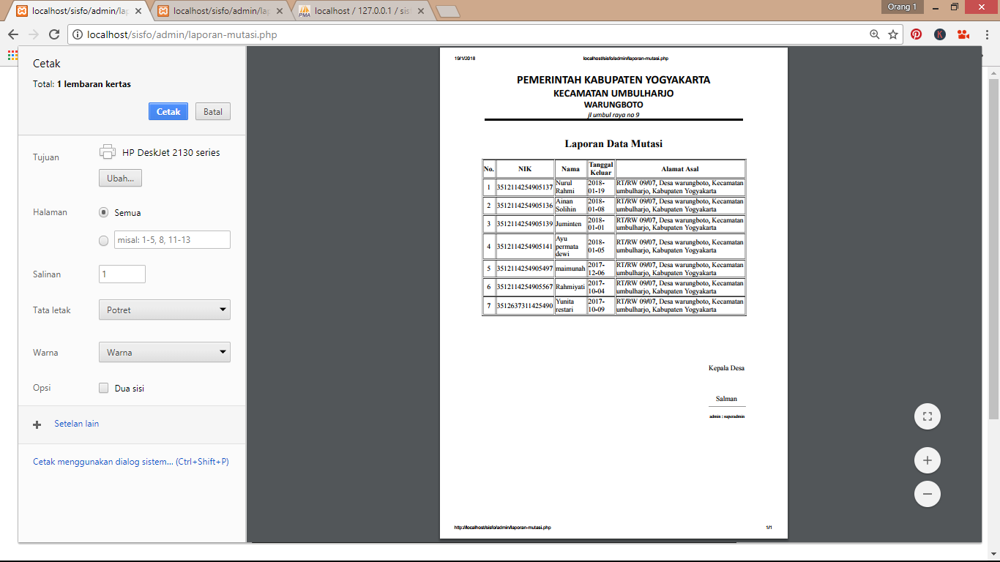 localhost/sisfo/admin/la
localhost/sisfo/admin/la
localhost / 127.0.0.1 / sis
Orang 1
localhost/sisfo/admin/laporan-mutasi.php
Cetak
Total: 1 lembaran kertas
Cetak
Batal
Tujuan
HP DeskJet 2130 series
Ubah...
Halaman
Semua
misal: 1-5, 8, 11-13
Salinan
1
Tata letak
Potret
Warna
Warna
Opsi
Dua sisi
Setelan lain
Cetak menggunakan dialog sistem... (Ctrl+Shift+P)
19/1/2018
localhost/sisfo/admin/laporan-mutasi.php
PEMERINTAH KABUPATEN YOGYAKARTA
KECAMATAN UMBULHARJO
WARUNGBOTO
jl umbul raya no 9
Laporan Data Mutasi
No. NIK Nama Tanggal Keluar Alamat Asal
1 3512114254905137 Nurul Rahmi 2018-01-19 RT/RW 09/07, Desa warungboto, Kecamatan umbulharjo, Kabupaten Yogyakarta
2 3512114254905136 Ainan Solihin 2018-01-08 RT/RW 09/07, Desa warungboto, Kecamatan umbulharjo, Kabupaten Yogyakarta
3 3512114254905139 Juminten 2018-01-01 RT/RW 09/07, Desa warungboto, Kecamatan umbulharjo, Kabupaten Yogyakarta
4 3512114254905141 Ayu permata dewi 2018-01-05 RT/RW 09/07, Desa warungboto, Kecamatan umbulharjo, Kabupaten Yogyakarta
5 3512114254905497 maimunah 2017-12-06 RT/RW 09/07, Desa warungboto, Kecamatan umbulharjo, Kabupaten Yogyakarta
6 3512114254905567 Rahmiyati 2017-10-04 RT/RW 09/07, Desa warungboto, Kecamatan umbulharjo, Kabupaten Yogyakarta
7 3512637311425490 Yunita restari 2017-10-09 RT/RW 09/07, Desa warungboto, Kecamatan umbulharjo, Kabupaten Yogyakarta
Kepala Desa
Salman
admin : superadmin
http://localhost/sisfo/admin/laporan-mutasi.php
1/1